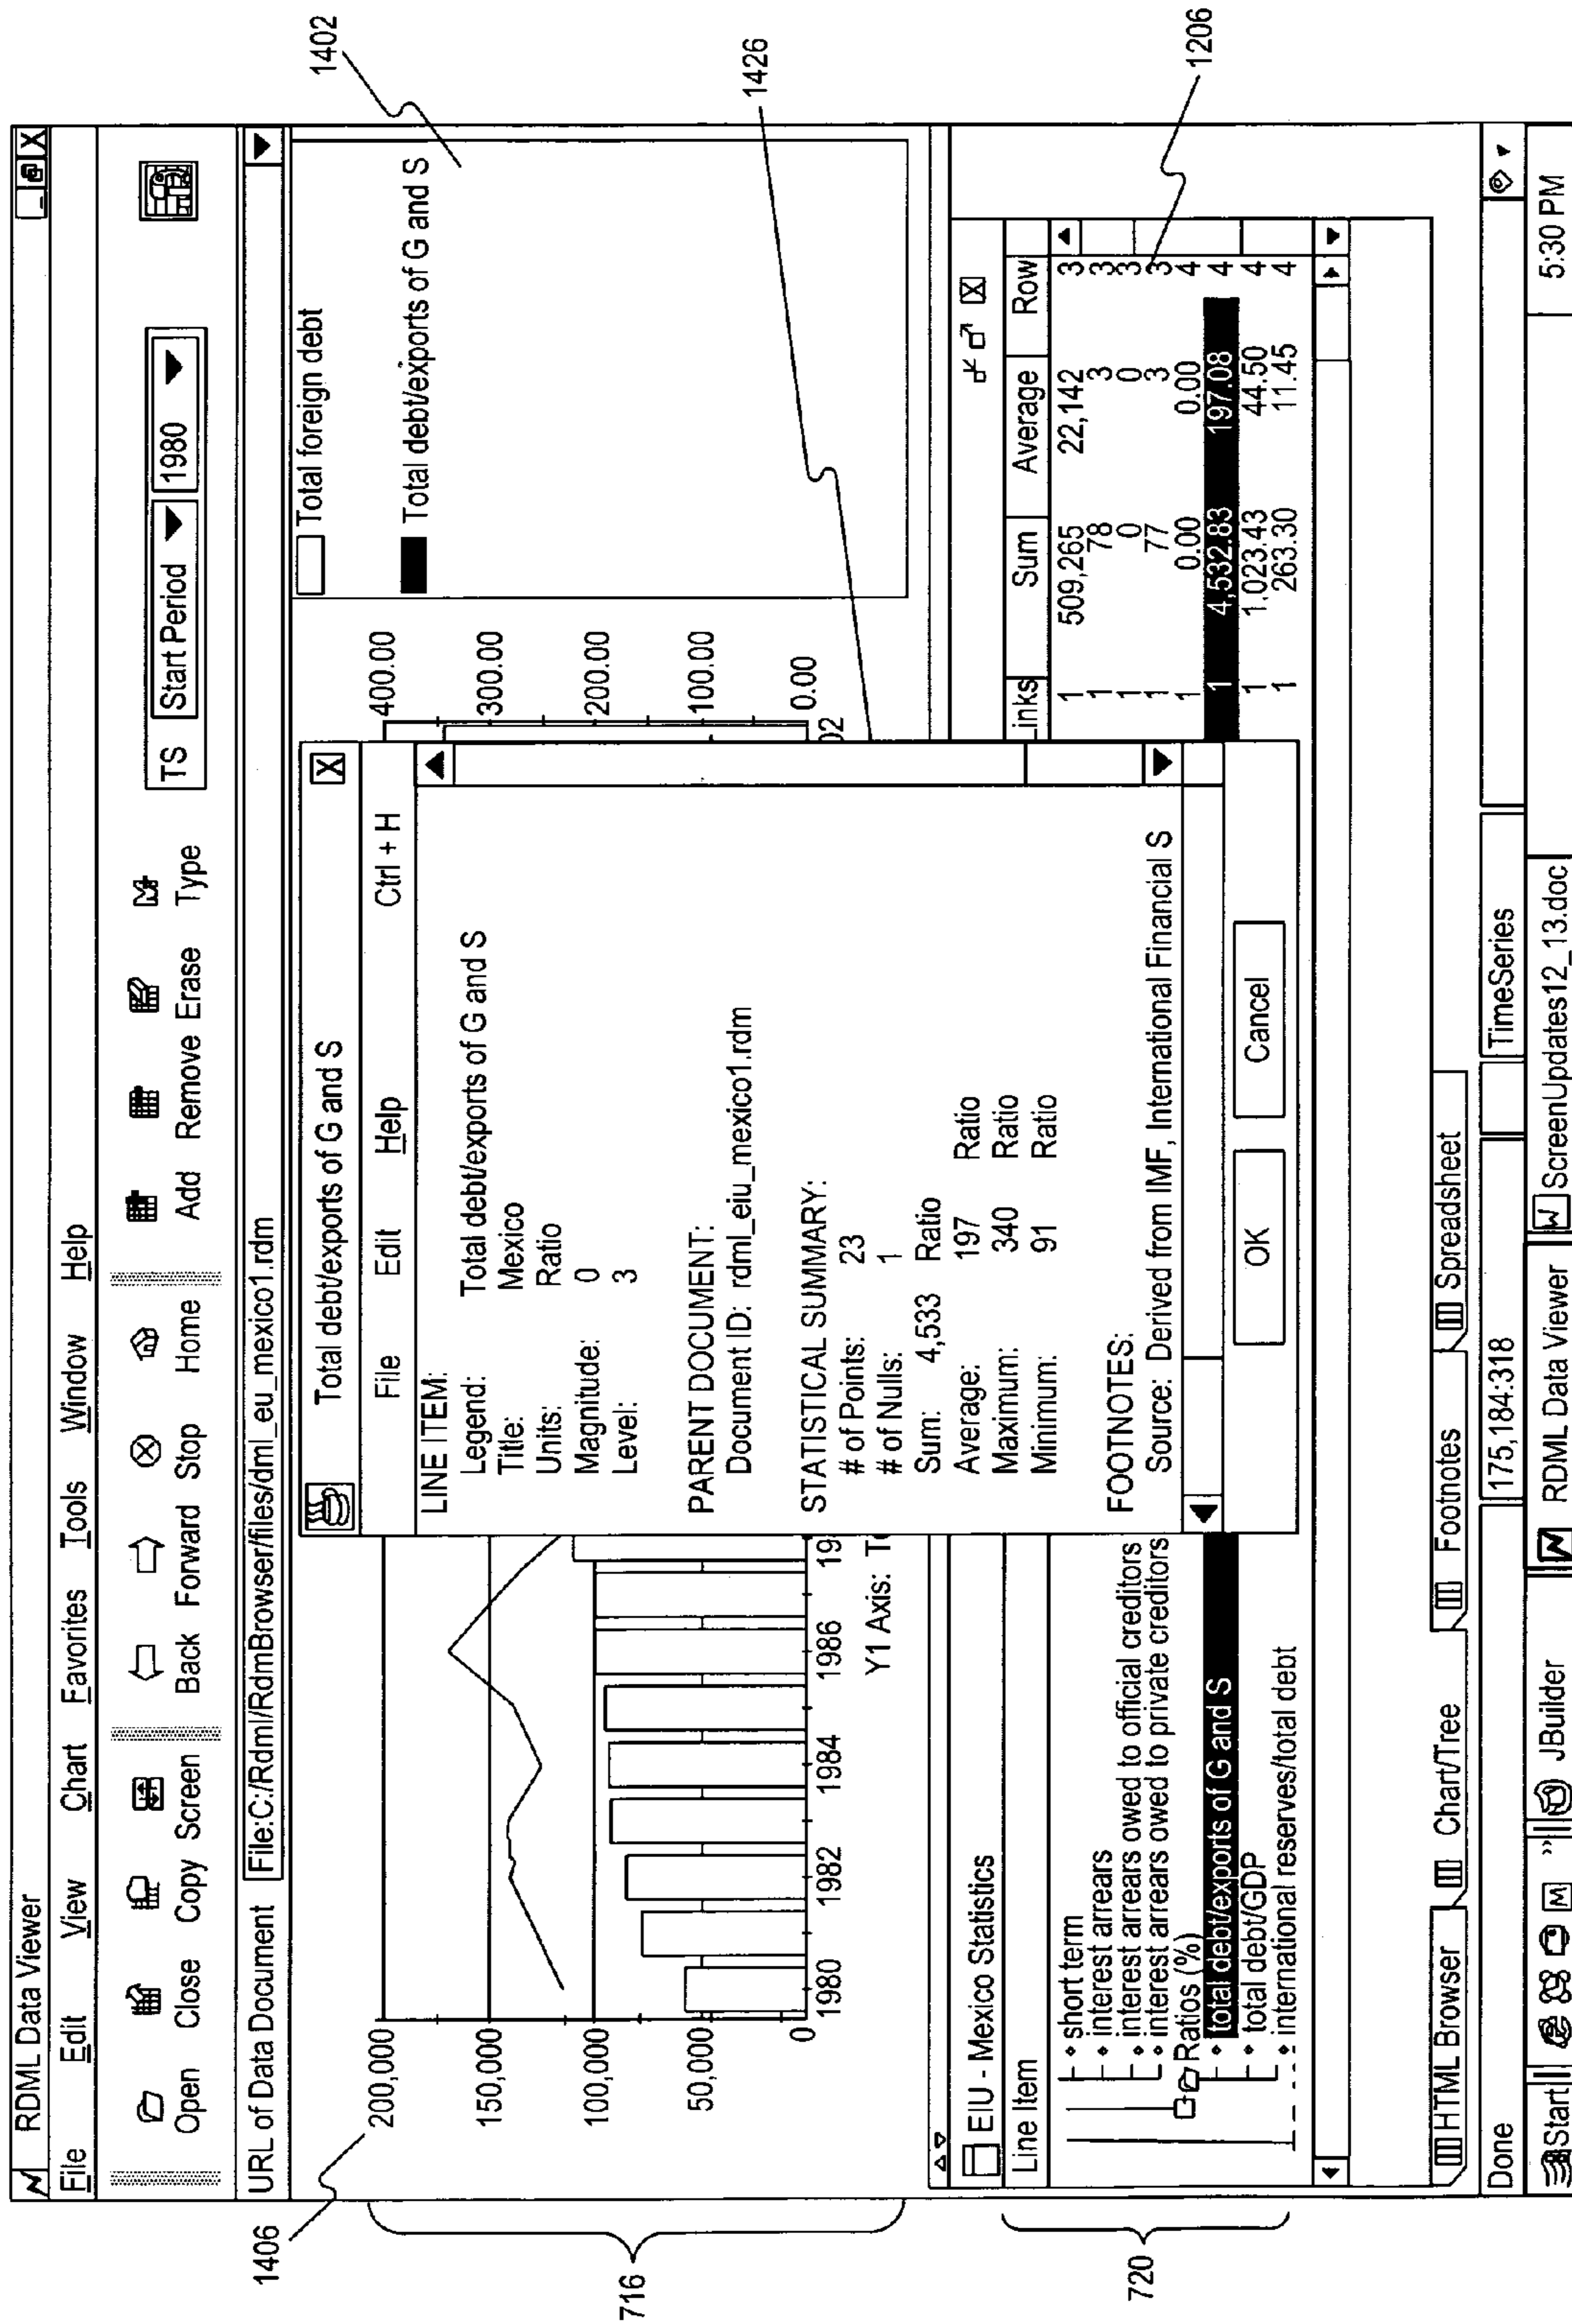 RDML Data Viewer
File Edit View Chart Favorites Tools Window Help
Open Close Copy Screen Back Forward Stop Home Add Remove Erase Type
TS Start Period 1980
URL of Data Document File:C:/Rdml/RdmBrowser/files/dml_eu_mexico1.rdm
1406
1402
1426
1206
716
720
200,000
150,000
100,000
50,000
0
1980 1982 1984 1986 19
Y1 Axis: T
400.00
300.00
200.00
100.00
0.00
02
Total foreign debt
Total debt/exports of G and S
Total debt/exports of G and S X
File Edit Help Ctrl + H
LINE ITEM:
Legend: Total debt/exports of G and S
Title: Mexico
Units: Ratio
Magnitude: 0
Level: 3
PARENT DOCUMENT:
Document ID: rdml_eiu_mexico1.rdm
STATISTICAL SUMMARY:
# of Points: 23
# of Nulls: 1
Sum: 4,533 Ratio
Average: 197 Ratio
Maximum: 340 Ratio
Minimum: 91 Ratio
FOOTNOTES:
Source: Derived from IMF, International Financial S
OK Cancel
EIU - Mexico Statistics
Line Item inks Sum Average Row
short term 1 509,265 22,142 3
interest arrears 1 78 3 3
interest arrears owed to official creditors 1 0 0 3
interest arrears owed to private creditors 1 77 3 3
Ratios (%) 1 0.00 0.00 4
total debt/exports of G and S 1 4,532.83 197.08 4
total debt/GDP 1 1,023.43 44.50 4
international reserves/total debt 1 263.30 11.45 4
HTML Browser Chart/Tree Footnotes Spreadsheet
Done 175,184:318 TimeSeries
Start M » JBuilder RDML Data Viewer W ScreenUpdates12_13.doc 5:30 PM